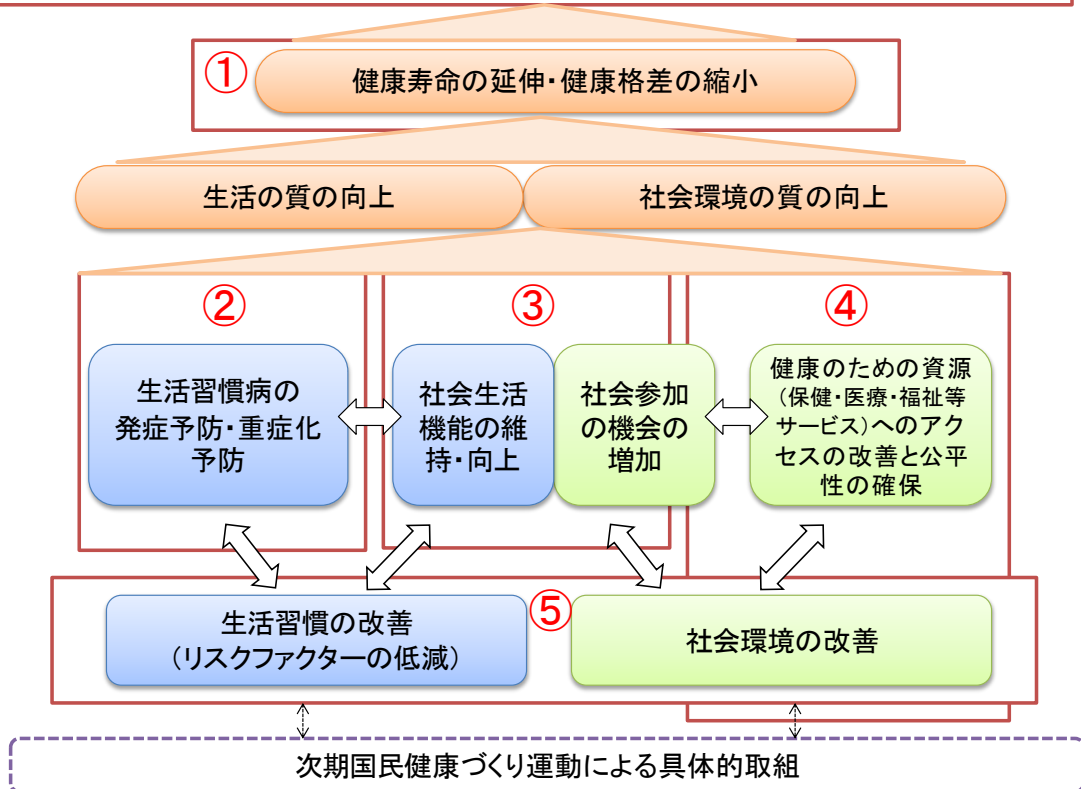 ①
健康寿命の延伸・健康格差の縮小
生活の質の向上
社会環境の質の向上
②
③
④
生活習慣病の
発症予防・重症化
予防
社会生活
機能の維
持・向上
社会参加
の機会の
増加
健康のための資源
(保健・医療・福祉等
サービス)へのアク
セスの改善と公平
性の確保
⑤
生活習慣の改善
(リスクファクターの低減)
社会環境の改善
次期国民健康づくり運動による具体的取組